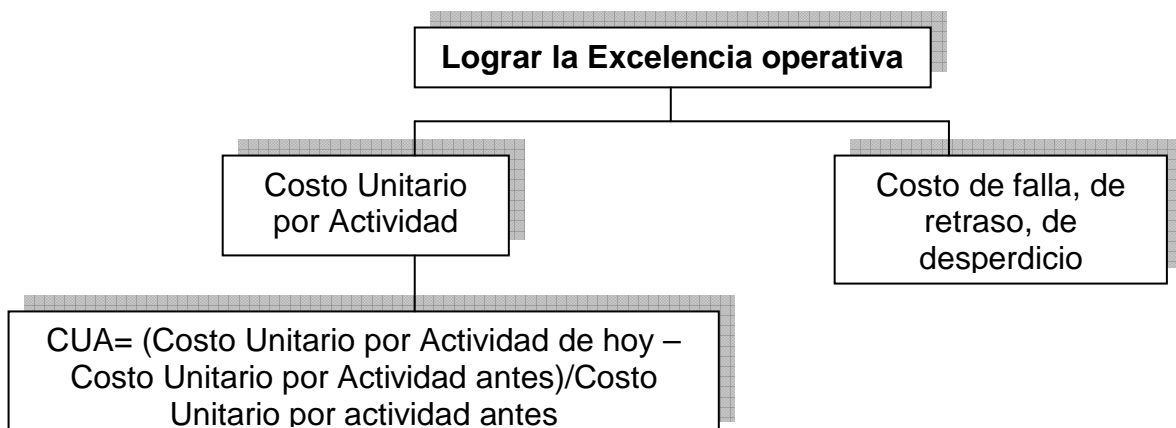 Lograr la Excelencia operativa
Costo Unitario
por Actividad
Costo de falla, de
retraso, de
desperdicio
CUA= (Costo Unitario por Actividad de hoy –
Costo Unitario por Actividad antes)/Costo
Unitario por actividad antes